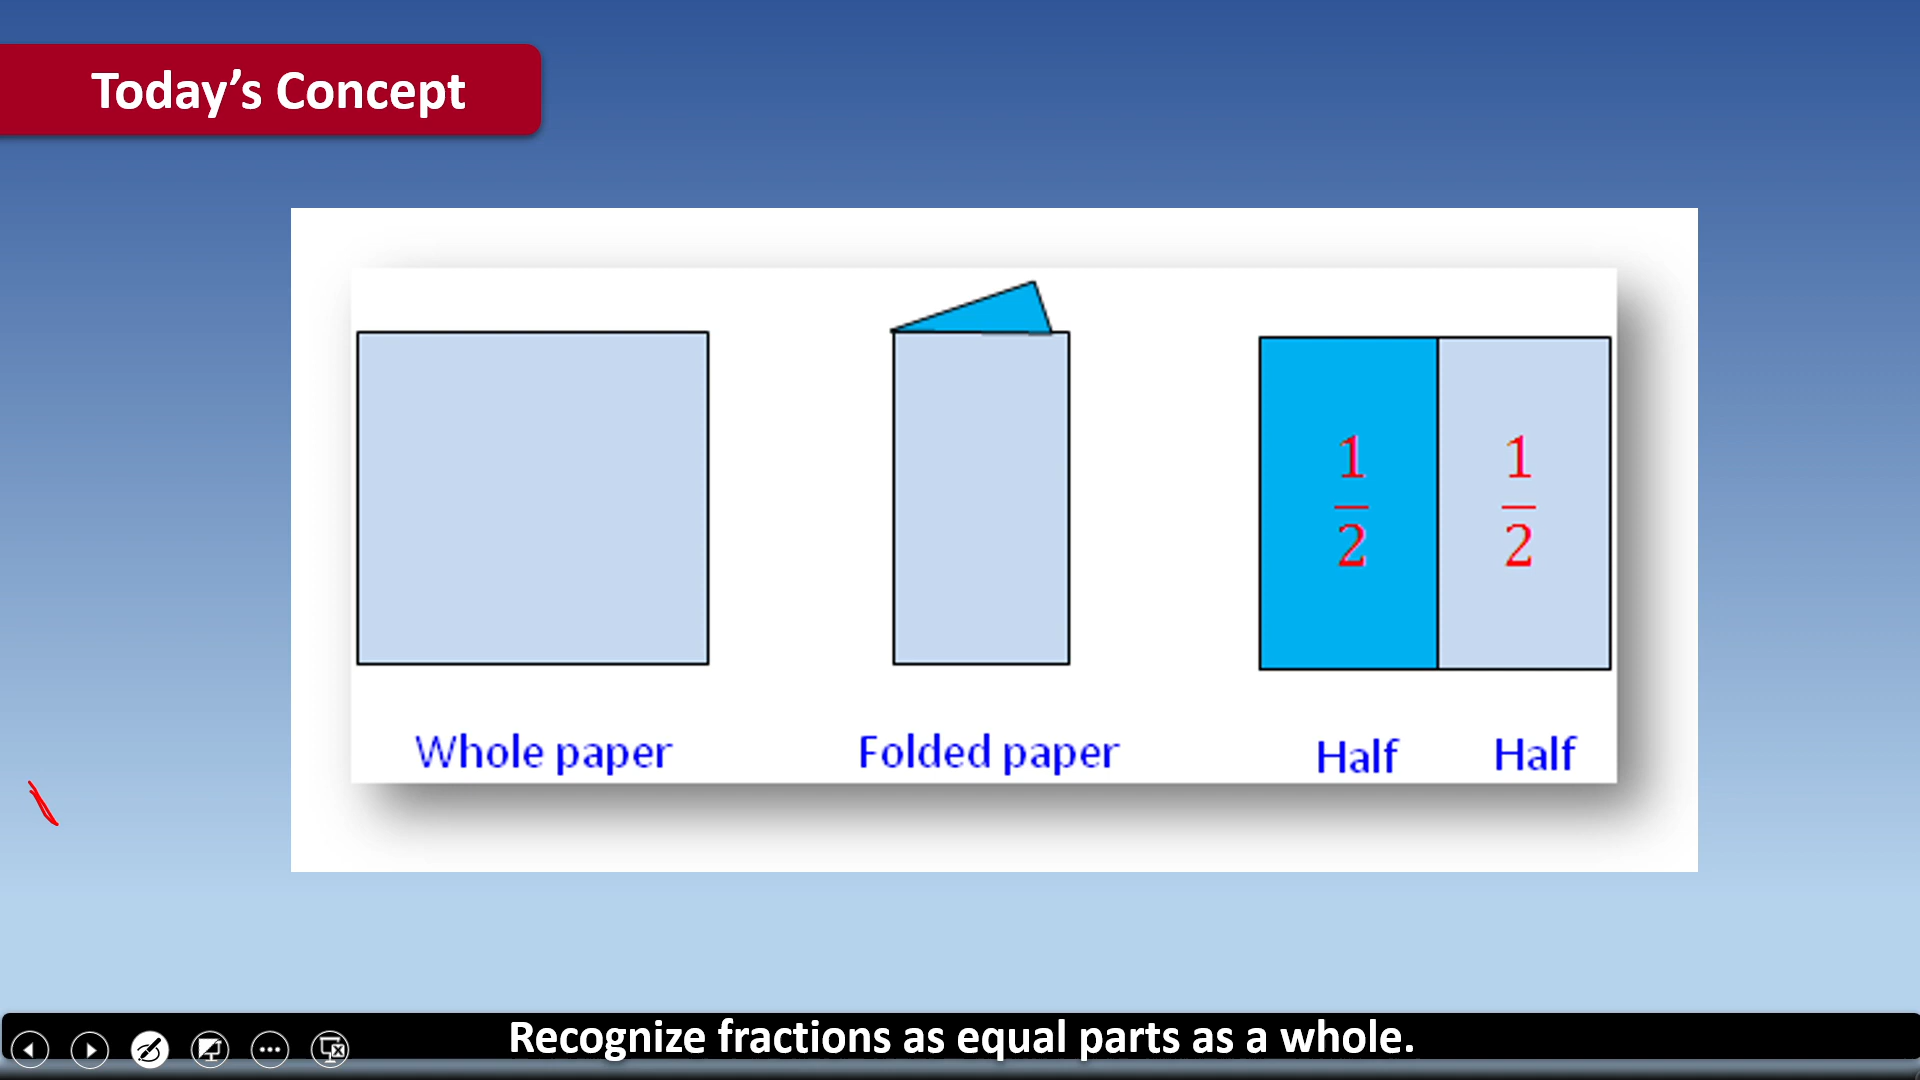 Today’s Concept
1/2 1/2
Whole paper Folded paper Half Half
Recognize fractions as equal parts as a whole.